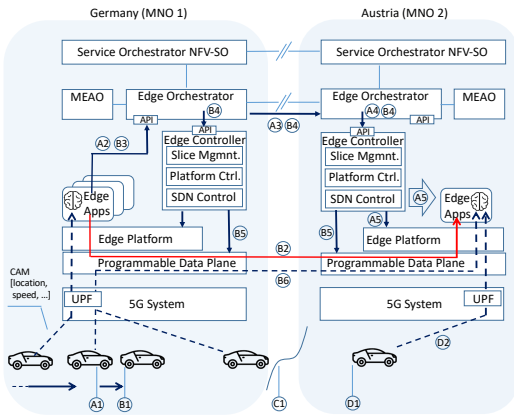 Germany (MNO 1)
Austria (MNO 2)
Service Orchestrator NFV-SO
Service Orchestrator NFV-SO
MEAO
Edge Orchestrator
B4
API
API
A3 B4
Edge Orchestrator
A4 B4
API
API
MEAO
A2 B3
Edge Controller
Slice Mgmnt.
Platform Ctrl.
SDN Control
Edge Controller
Slice Mgmnt.
Platform Ctrl.
SDN Control
A5
Edge
Apps
Edge
Apps
A5
B5
B5
Edge Platform
Edge Platform
B2
Programmable Data Plane
Programmable Data Plane
B6
CAM
[location,
speed, ...]
UPF
5G System
5G System
UPF
D2
A1
B1
C1
D1